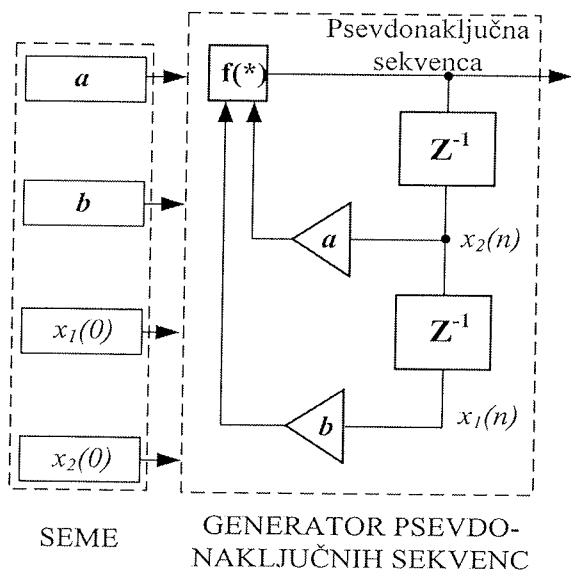 Psevdonaključna
sekvenca
a
f(*)
Z⁻¹
b
a
x₂(n)
Z⁻¹
x₁(0)
b
x₁(n)
x₂(0)
SEME
GENERATOR PSEVDO-
NAKLJUČNIH SEKVENC